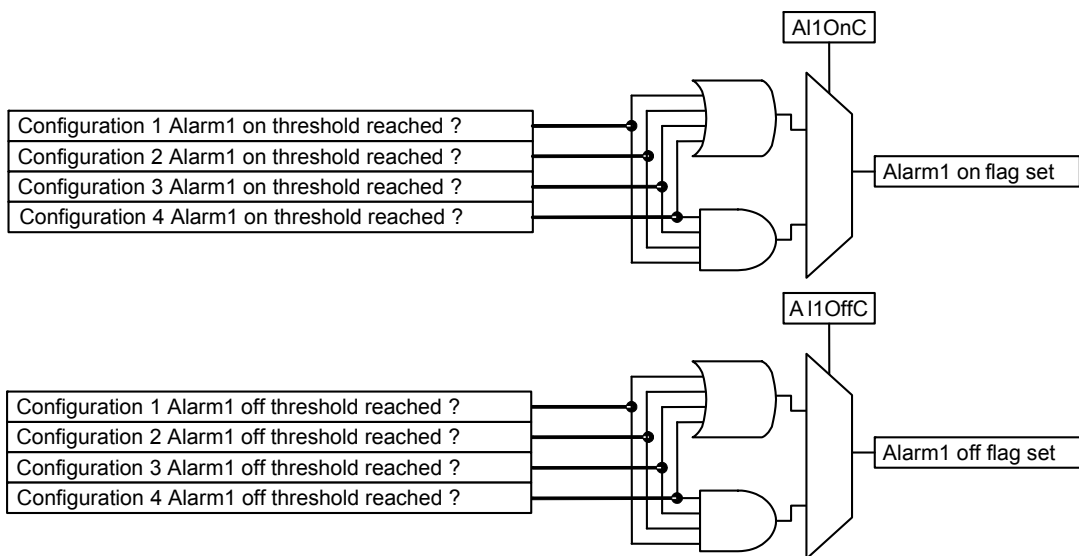 Al1OnC
Configuration 1 Alarm1 on threshold reached ?
Configuration 2 Alarm1 on threshold reached ?
Configuration 3 Alarm1 on threshold reached ?
Configuration 4 Alarm1 on threshold reached ?
Alarm1 on flag set
Al1OffC
Configuration 1 Alarm1 off threshold reached ?
Configuration 2 Alarm1 off threshold reached ?
Configuration 3 Alarm1 off threshold reached ?
Configuration 4 Alarm1 off threshold reached ?
Alarm1 off flag set